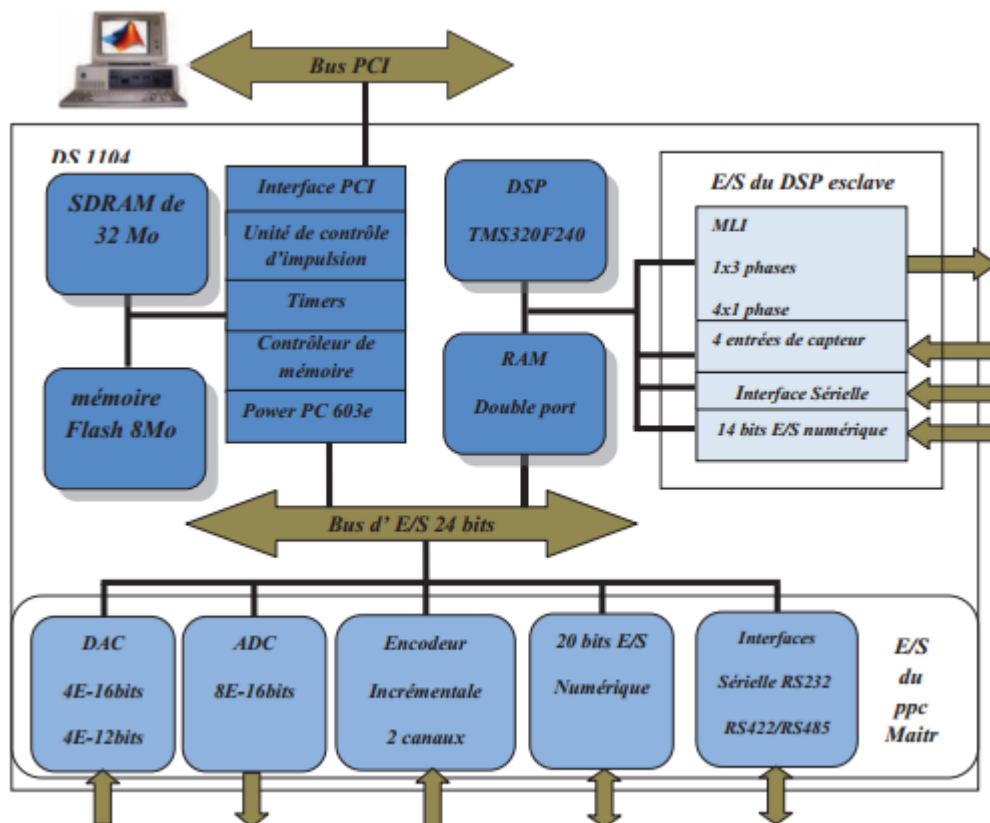 Bus PCI
DS 1104
SDRAM de
32 Mo
mémoire
Flash 8Mo
Interface PCI
Unité de contrôle
d'impulsion
Timers
Contrôleur de
mémoire
Power PC 603e
DSP
TMS320F240
RAM
Double port
E/S du DSP esclave
MLI
1x3 phases
4x1 phase
4 entrées de capteur
Interface Sérielle
14 bits E/S numérique
Bus d' E/S 24 bits
DAC
4E-16bits
4E-12bits
ADC
8E-16bits
Encodeur
Incrémentale
2 canaux
20 bits E/S
Numérique
Interfaces
Sérielle RS232
RS422/RS485
E/S
du
ppc
Maitr